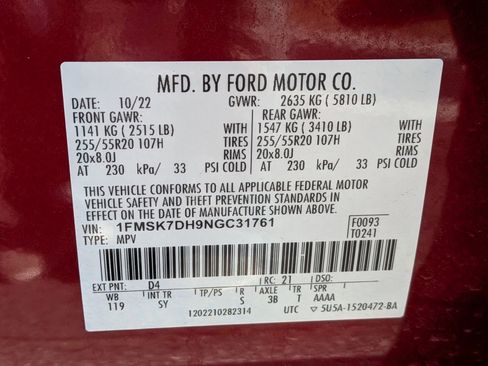 MFD. BY FORD MOTOR CO.
DATE: 10/22 GVWR: 2635 KG ( 5810 LB)
FRONT GAWR: REAR GAWR:
1141 KG ( 2515 LB) WITH 1547 KG ( 3410 LB) WITH
255/55R20 107H TIRES 255/55R20 107H TIRES
20x8.0J RIMS 20x8.0J RIMS
AT 230 kPa/ 33 PSI COLD AT 230 kPa/ 33 PSI COLD
THIS VEHICLE CONFORMS TO ALL APPLICABLE FEDERAL MOTOR
VEHICLE SAFETY AND THEFT PREVENTION STANDARDS IN
EFFECT ON THE DATE OF MANUFACTURE SHOWN ABOVE.
VIN: 1FMSK7DH9NGC31761 F0093
TYPE: MPV T0241
EXT PNT: D4 RC: 21 DSO:
WB INT TR TP/PS R AXLE TR SPR
119 SY S 3B T AAAA
1202210282314 UTC 5U5A-1520472-BA